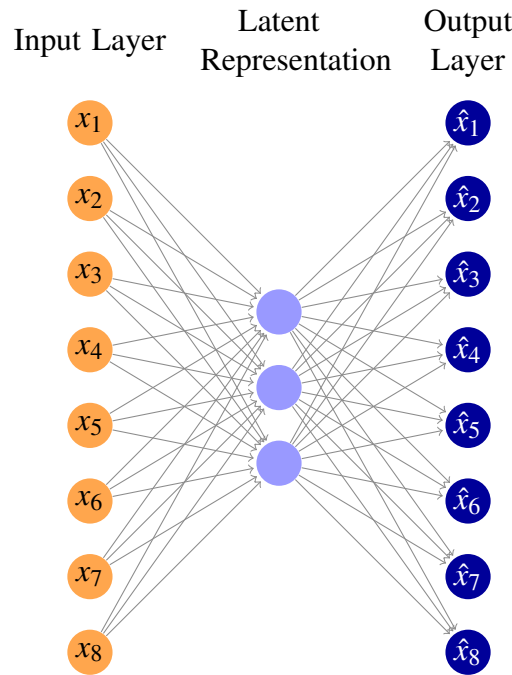 Input Layer
Latent
Representation
Output
Layer
x₁
x₂
x₃
x₄
x₅
x₆
x₇
x₈
x̂₁
x̂₂
x̂₃
x̂₄
x̂₅
x̂₆
x̂₇
x̂₈